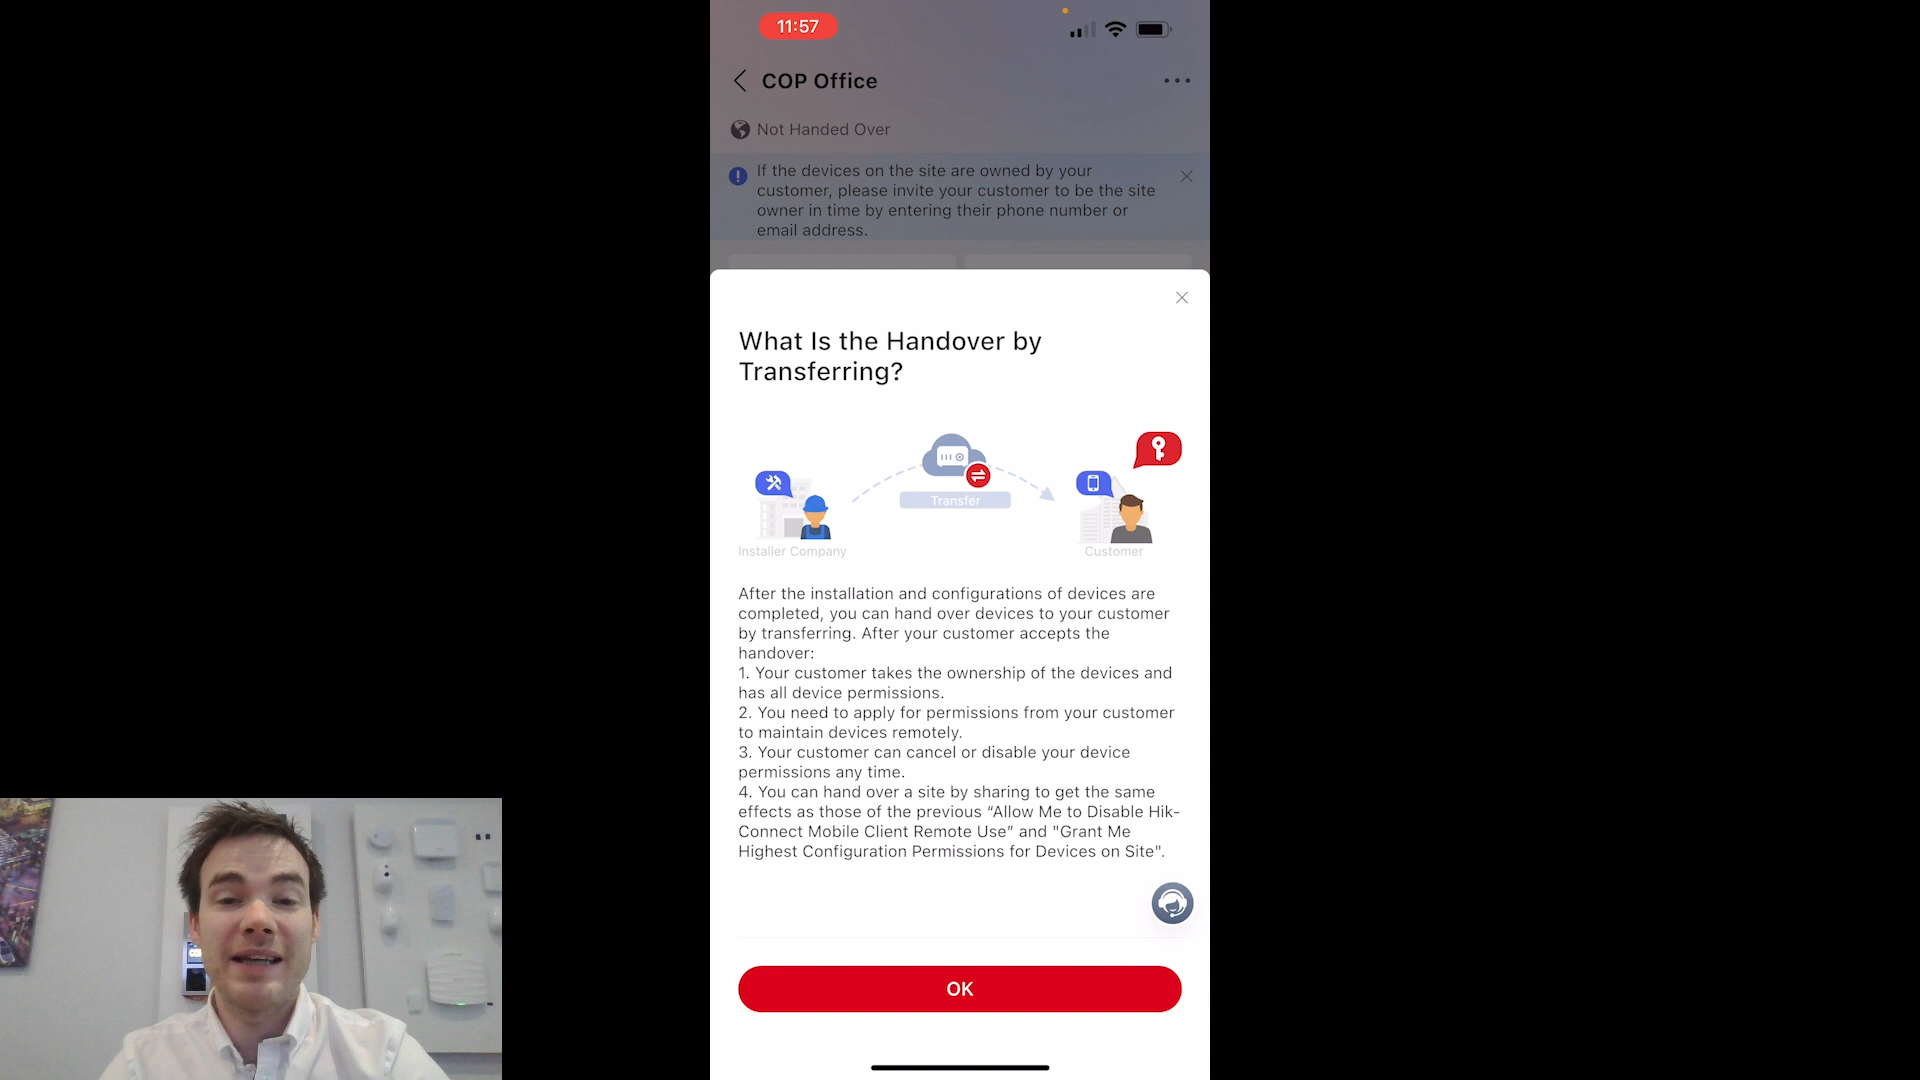 11:57
COP Office
Not Handed Over
If the devices on the site are owned by your
customer, please invite your customer to be the site
owner in time by entering their phone number or
email address.
What Is the Handover by
Transferring?
Transfer
Installer Company
Customer
After the installation and configurations of devices are
completed, you can hand over devices to your customer
by transferring. After your customer accepts the
handover:
1. Your customer takes the ownership of the devices and
has all device permissions.
2. You need to apply for permissions from your customer
to maintain devices remotely.
3. Your customer can cancel or disable your device
permissions any time.
4. You can hand over a site by sharing to get the same
effects as those of the previous “Allow Me to Disable Hik-
Connect Mobile Client Remote Use” and "Grant Me
Highest Configuration Permissions for Devices on Site".
OK